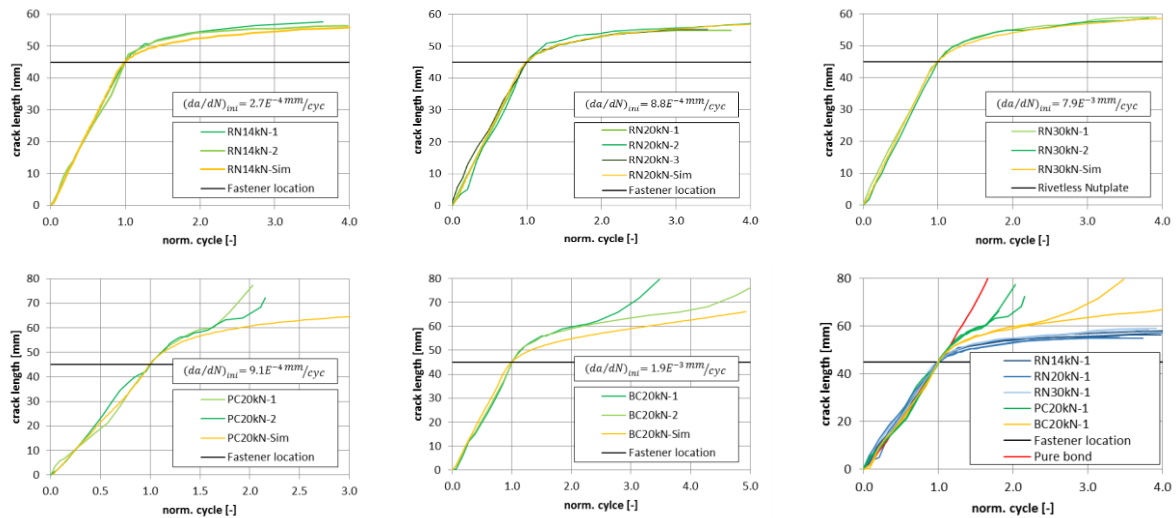 60
50
40
30
20
10
0
crack length [mm]
(da/dN)ini = 2.7E−4 mm/cyc
RN14kN-1
RN14kN-2
RN14kN-Sim
Fastener location
0.0 1.0 2.0 3.0 4.0
norm. cycle [-]
60
50
40
30
20
10
0
crack length [mm]
(da/dN)ini = 8.8E−4 mm/cyc
RN20kN-1
RN20kN-2
RN20kN-3
RN20kN-Sim
Fastener location
0.0 1.0 2.0 3.0 4.0
norm. cycle [-]
60
50
40
30
20
10
0
crack length [mm]
(da/dN)ini = 7.9E−3 mm/cyc
RN30kN-1
RN30kN-2
RN30kN-Sim
Rivetless Nutplate
0.0 1.0 2.0 3.0 4.0
norm. cycle [-]
80
70
60
50
40
30
20
10
0
crack length [mm]
(da/dN)ini = 9.1E−4 mm/cyc
PC20kN-1
PC20kN-2
PC20kN-Sim
Fastener location
0.0 0.5 1.0 1.5 2.0 2.5 3.0
norm. cycle [-]
80
70
60
50
40
30
20
10
0
crack length [mm]
(da/dN)ini = 1.9E−3 mm/cyc
BC20kN-1
BC20kN-2
BC20kN-Sim
Fastener location
0.0 1.0 2.0 3.0 4.0 5.0
norm. cycle [-]
80
60
40
20
0
crack length [mm]
RN14kN-1
RN20kN-1
RN30kN-1
PC20kN-1
BC20kN-1
Fastener location
Pure bond
0.0 1.0 2.0 3.0 4.0
norm. cycle [-]